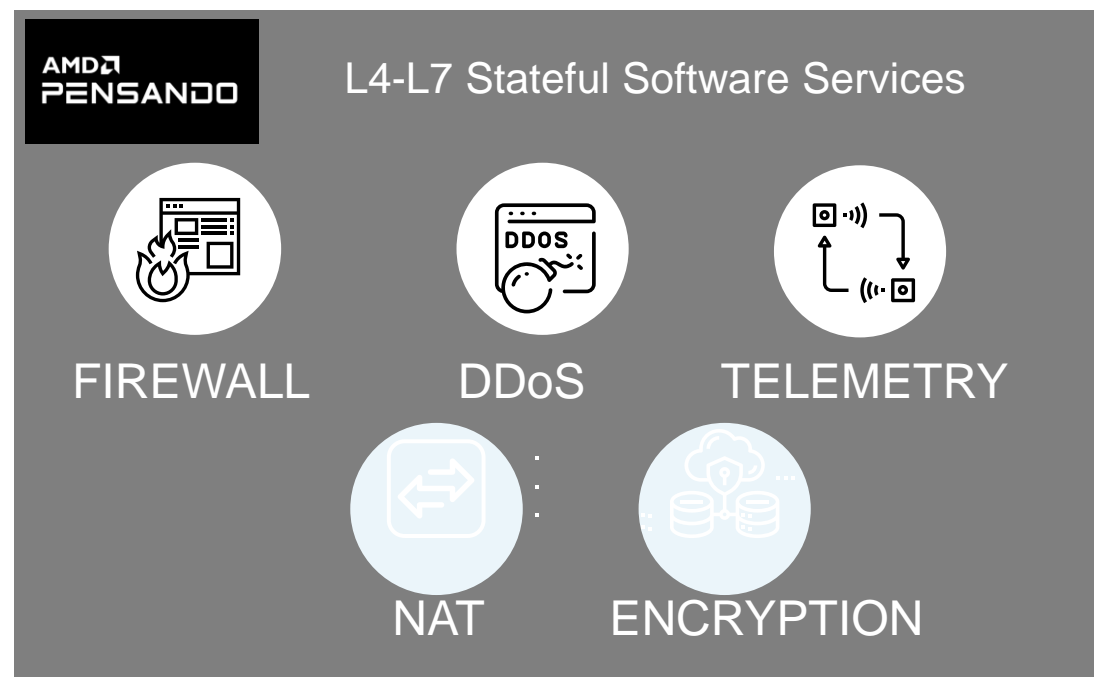 AMD
PENSANDO
L4-L7 Stateful Software Services
DDOS
FIREWALL
DDoS
TELEMETRY
NAT
ENCRYPTION